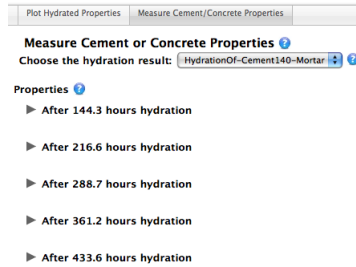 Plot Hydrated Properties Measure Cement/Concrete Properties
Measure Cement or Concrete Properties ?
Choose the hydration result: HydrationOf-Cement140-Mortar ?
Properties ?
After 144.3 hours hydration
After 216.6 hours hydration
After 288.7 hours hydration
After 361.2 hours hydration
After 433.6 hours hydration